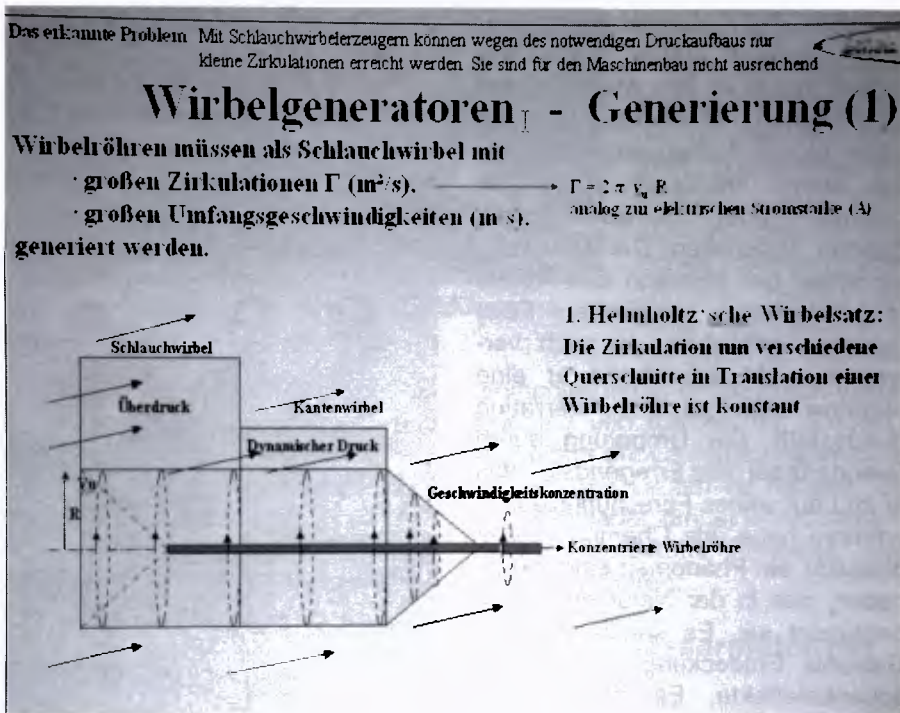 Das erkannte Problem Mit Schlauchwirbelerzeugern können wegen des notwendigen Druckaufbaus nur
kleine Zirkulationen erreicht werden Sie sind für den Maschinenbau nicht ausreichend
Wirbelgeneratoren - Generierung (1)
Wirbelröhren müssen als Schlauchwirbel mit
· großen Zirkulationen Γ (m²/s).
· großen Umfangsgeschwindigkeiten (m/s).
generiert werden.
Γ = 2 π v_u R
analog zur elektrischen Stromstärke (A)
1. Helmholtz'sche Wirbelsatz:
Die Zirkulation um verschiedene
Querschnitte in Translation einer
Wirbelröhre ist konstant
Schlauchwirbel
Überdruck
Kantenwirbel
Dynamischer Druck
Vu
R
Geschwindigkeitskonzentration
Konzentrierte Wirbelröhre